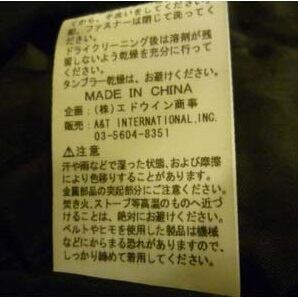 てから、手洗いをしてくださ
い。ファスナーは閉じて洗ってく
ださい。
ドライクリーニング後は溶剤が残
留しないよう乾燥を充分に行って
ください。
タンブラー乾燥は、お避けください。
MADE IN CHINA
企画：(株)エドウイン商事
販売：A&T INTERNATIONAL,INC.
03-5604-8351
⚠注意
汗や雨などで湿った状態、および摩擦
により色移りすることがあります。
金属部品の突起部分にご注意ください。
焚き火、ストーブ等高温のものへ近づ
けることは、絶対にお避けください。
ベルトやヒモを使用した製品は機械
などにからまる恐れがありますので、
しっかり締めて着用してください。